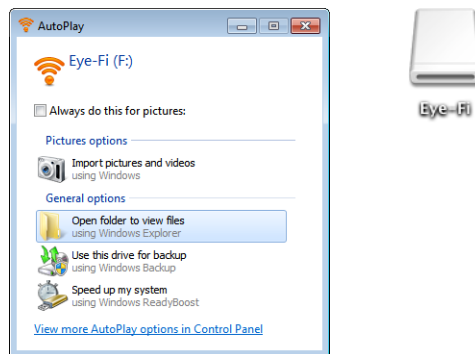 AutoPlay
Eye-Fi (F:)
Always do this for pictures:
Pictures options
Import pictures and videos
using Windows
General options
Open folder to view files
using Windows Explorer
Use this drive for backup
using Windows Backup
Speed up my system
using Windows ReadyBoost
View more AutoPlay options in Control Panel
Eye-Fi